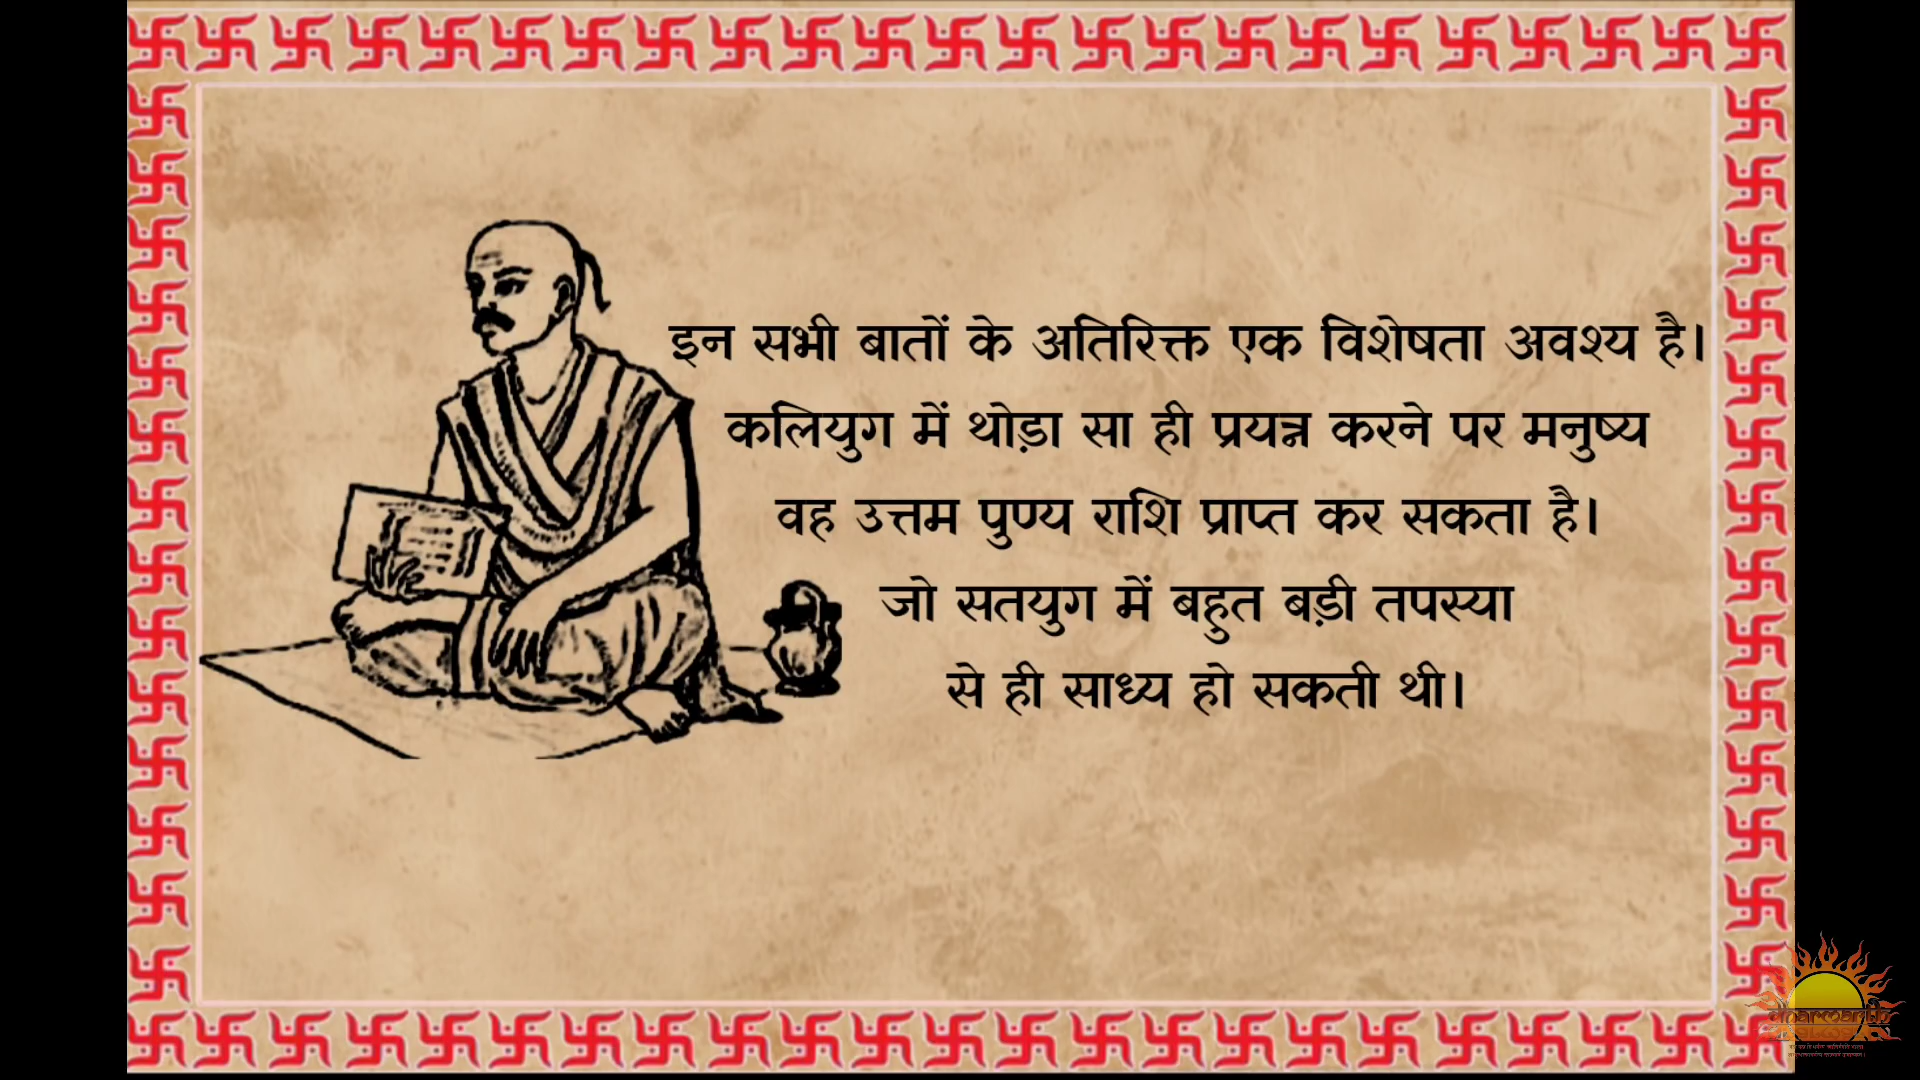 इन सभी बातों के अतिरिक्त एक विशेषता अवश्य है।
कलियुग में थोड़ा सा ही प्रयन्न करने पर मनुष्य
वह उत्तम पुण्य राशि प्राप्त कर सकता है।
जो सतयुग में बहुत बड़ी तपस्या
से ही साध्य हो सकती थी।